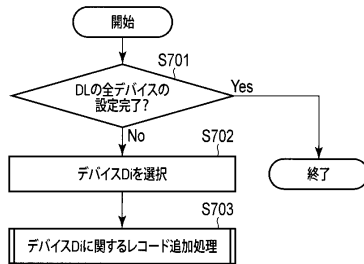 開始
S701
DLの全デバイスの
設定完了?
Yes
No
S702
デバイスDiを選択
終了
S703
デバイスDiに関するレコード追加処理